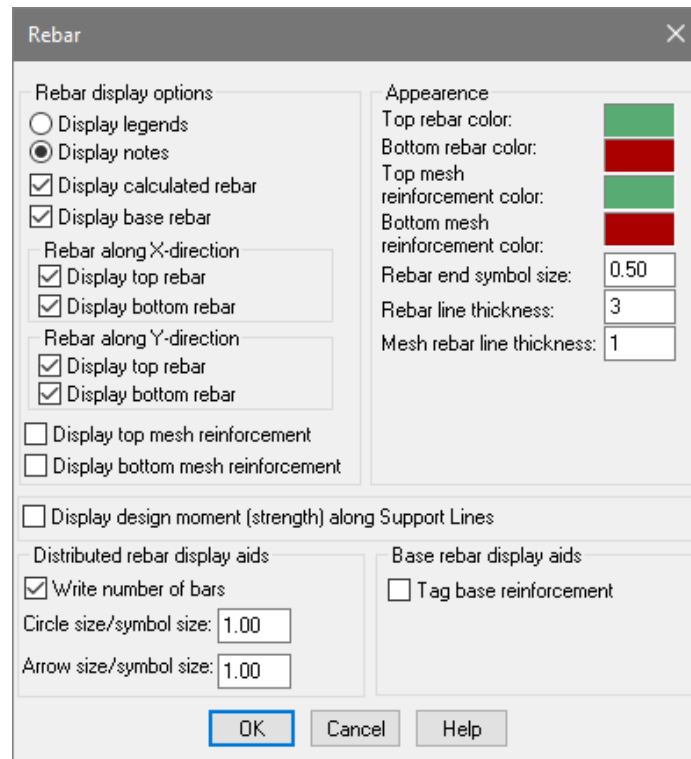 Rebar
Rebar display options
Display legends
Display notes
Display calculated rebar
Display base rebar
Rebar along X-direction
Display top rebar
Display bottom rebar
Rebar along Y-direction
Display top rebar
Display bottom rebar
Display top mesh reinforcement
Display bottom mesh reinforcement
Appearence
Top rebar color:
Bottom rebar color:
Top mesh
reinforcement color:
Bottom mesh
reinforcement color:
Rebar end symbol size: 0.50
Rebar line thickness: 3
Mesh rebar line thickness: 1
Display design moment (strength) along Support Lines
Distributed rebar display aids
Write number of bars
Circle size/symbol size: 1.00
Arrow size/symbol size: 1.00
Base rebar display aids
Tag base reinforcement
OK Cancel Help